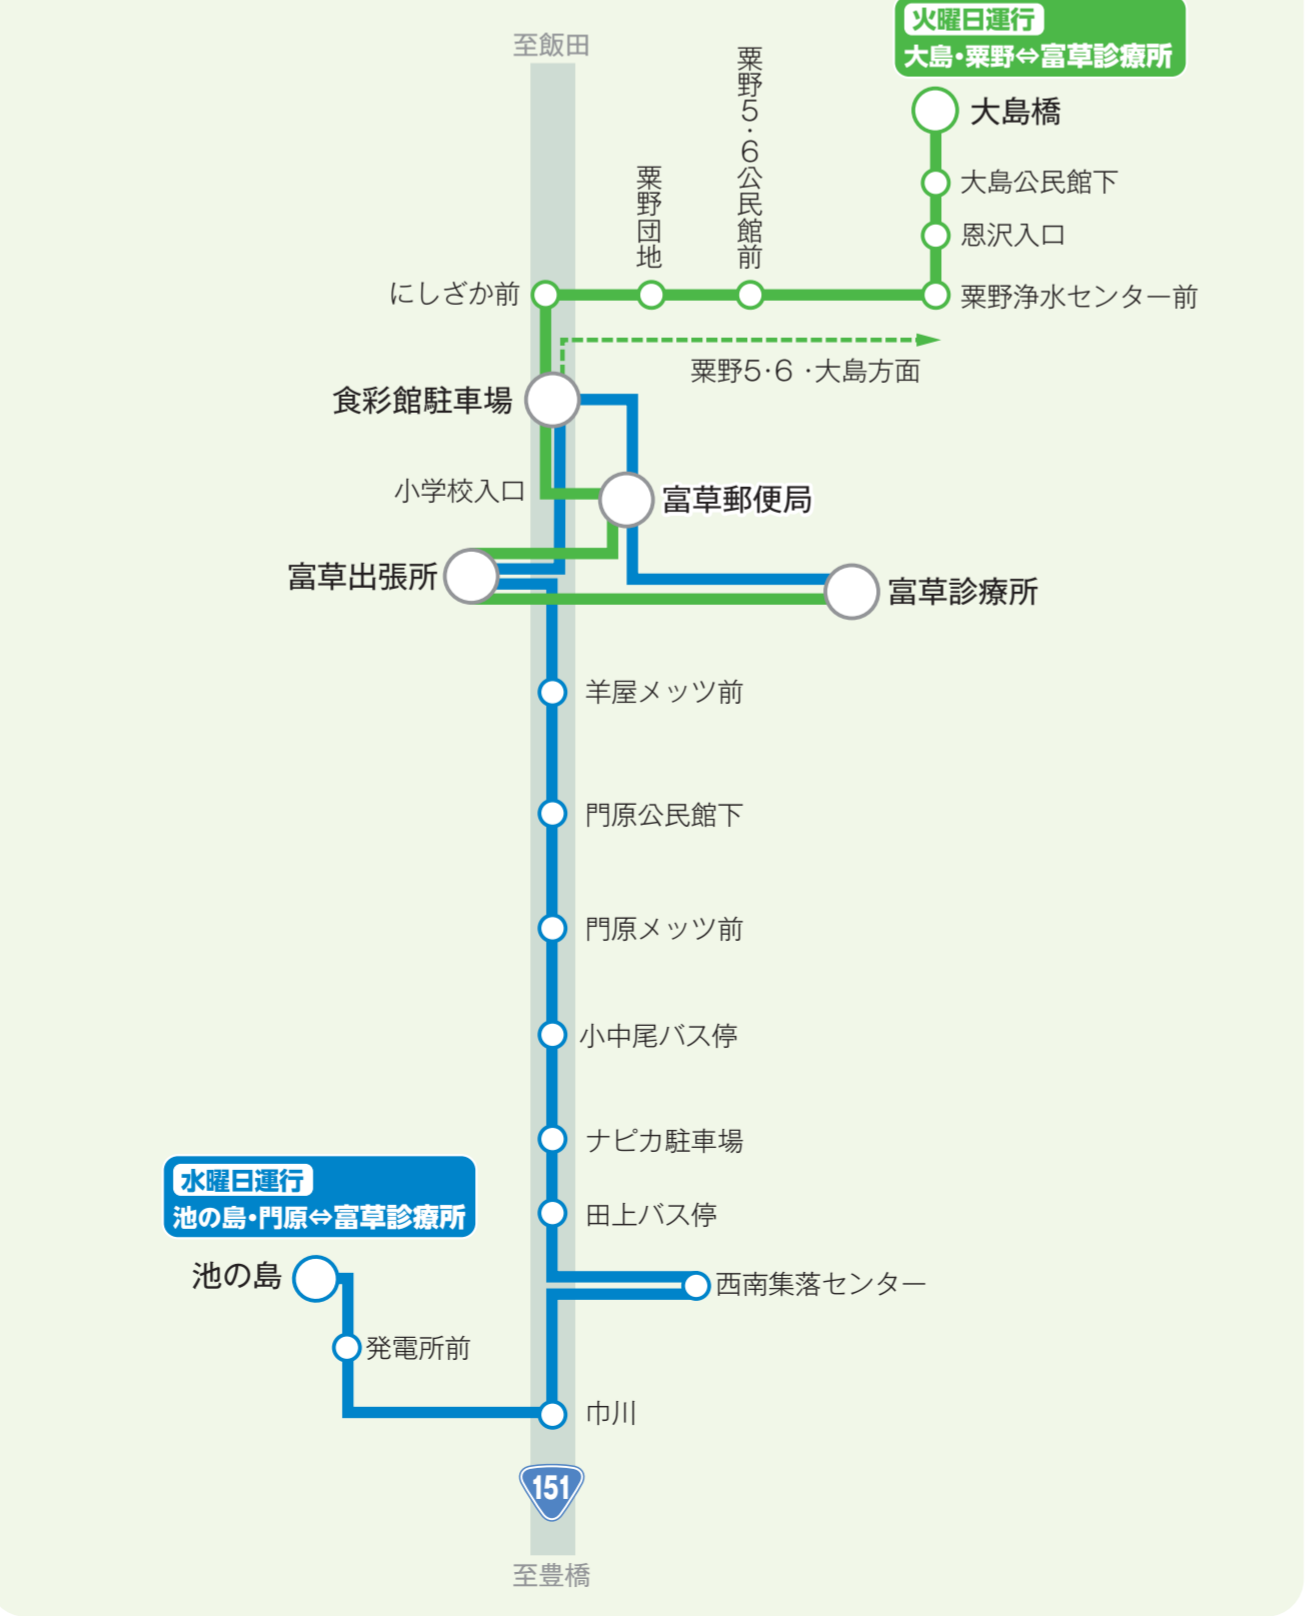 火曜日運行
大島・粟野⇔富草診療所
至飯田
粟野5・6公民館前
大島橋
粟野団地
大島公民館下
恩沢入口
にしざか前
粟野浄水センター前
粟野5・6・大島方面
食彩館駐車場
小学校入口
富草郵便局
富草出張所
富草診療所
羊屋メッツ前
門原公民館下
門原メッツ前
小中尾バス停
ナピカ駐車場
水曜日運行
池の島・門原⇔富草診療所
田上バス停
池の島
西南集落センター
発電所前
巾川
151
至豊橋